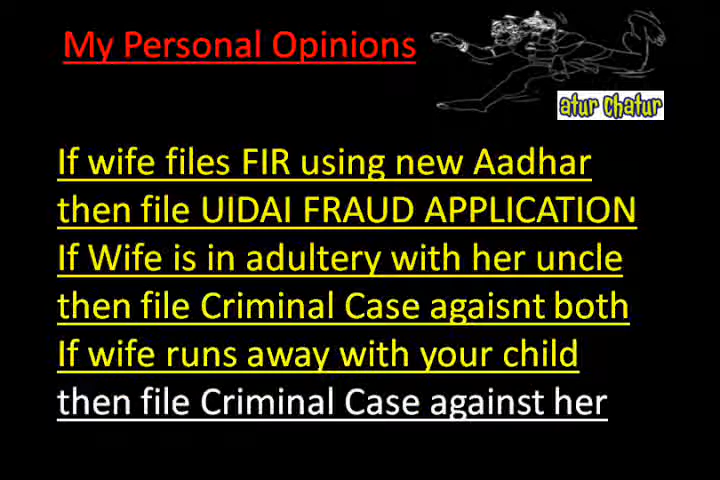 My Personal Opinions
atur Chatur
If wife files FIR using new Aadhar
then file UIDAI FRAUD APPLICATION
If Wife is in adultery with her uncle
then file Criminal Case agaisnt both
If wife runs away with your child
then file Criminal Case against her